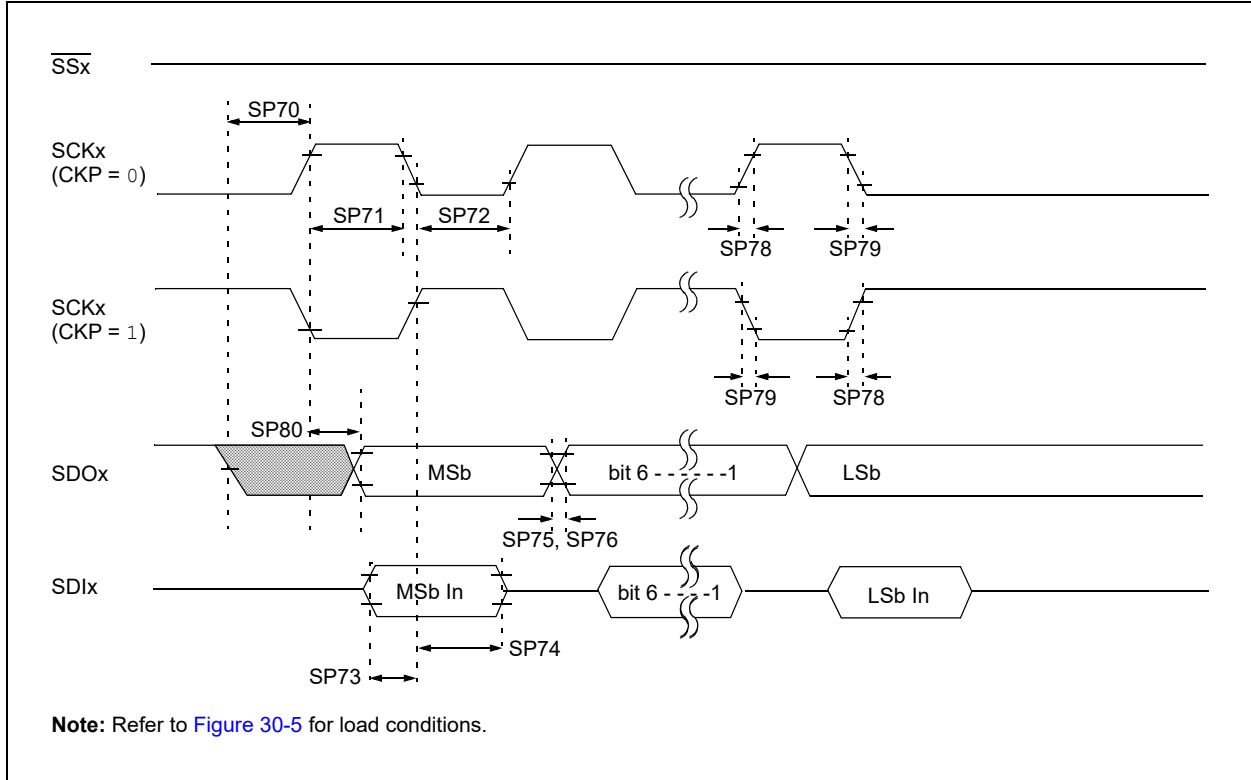 SSx
SP70
SCKx
(CKP = 0)
SP71
SP72
SP78
SP79
SCKx
(CKP = 1)
SP79
SP78
SP80
SDOx
MSb
bit 6 - - - - - -1
LSb
SP75, SP76
SDIx
MSb In
bit 6 - - - -1
LSb In
SP74
SP73
Note: Refer to Figure 30-5 for load conditions.